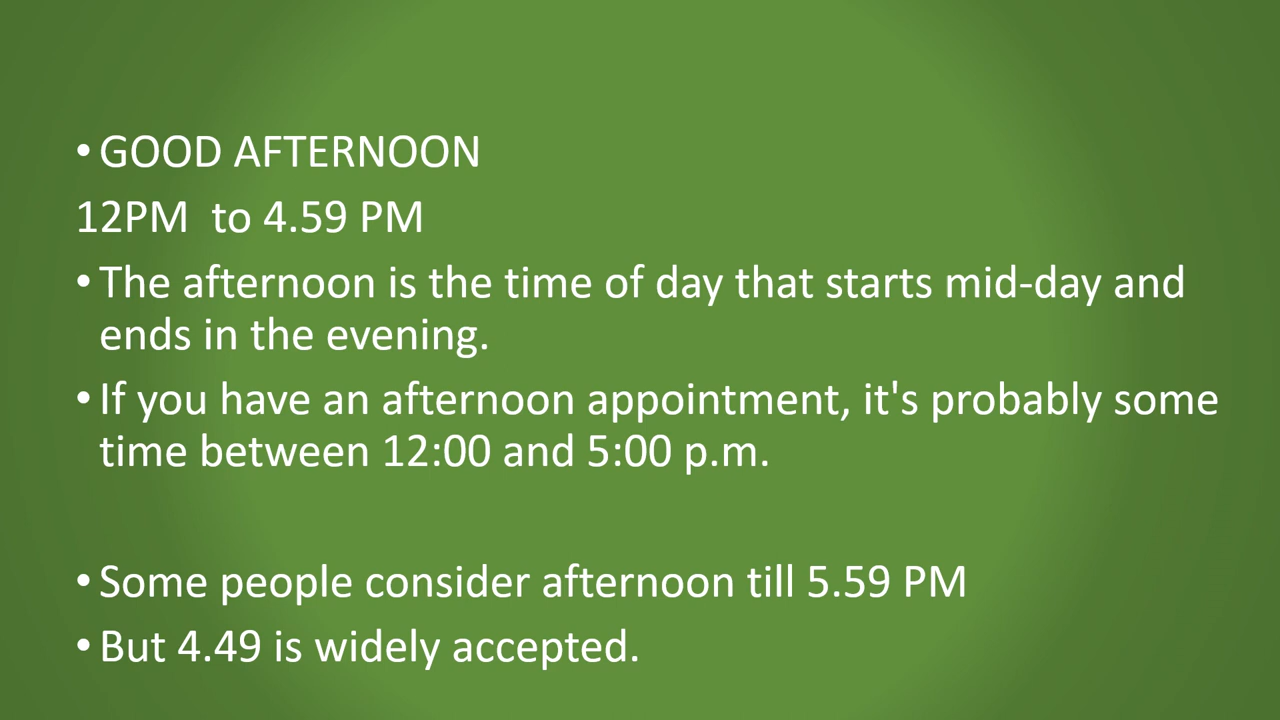 • GOOD AFTERNOON
12PM  to 4.59 PM
• The afternoon is the time of day that starts mid-day and
ends in the evening.
• If you have an afternoon appointment, it's probably some
time between 12:00 and 5:00 p.m.
• Some people consider afternoon till 5.59 PM
• But 4.49 is widely accepted.